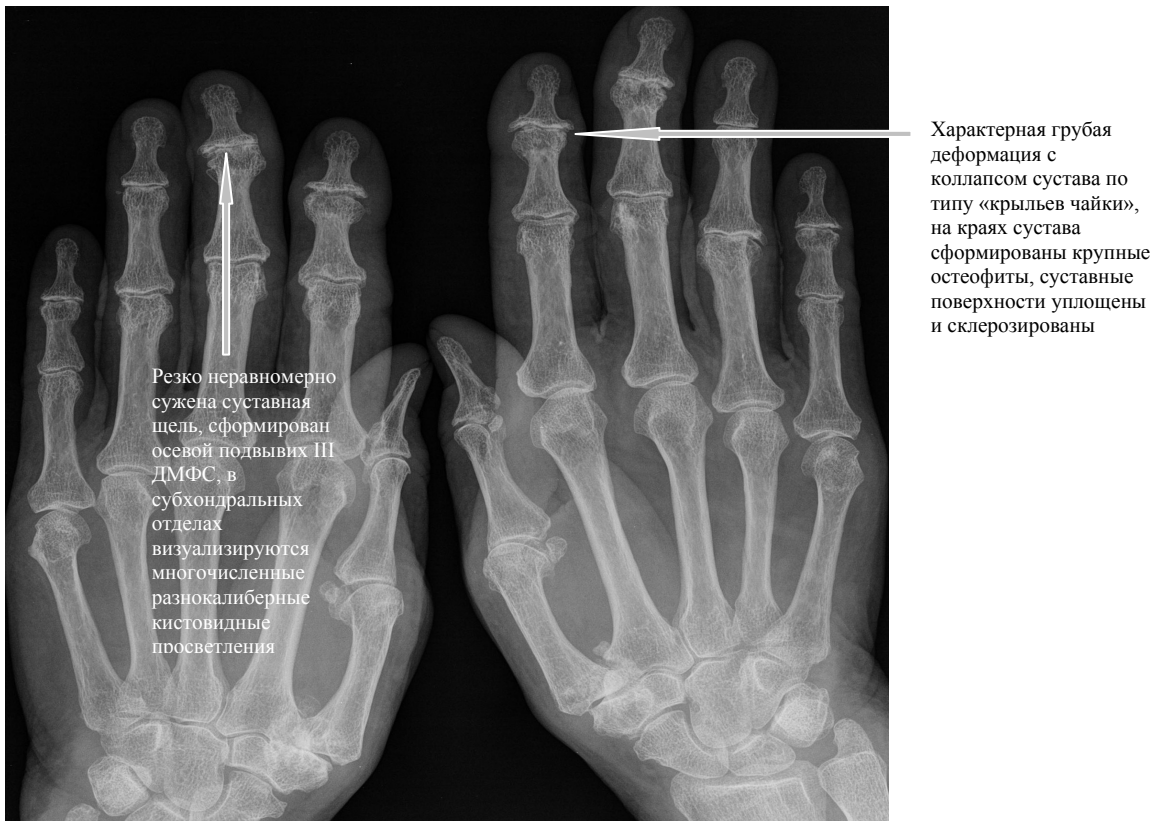 Характерная грубая
деформация с
коллапсом сустава по
типу «крыльев чайки»,
на краях сустава
сформированы крупные
остеофиты, суставные
поверхности уплощены
и склерозированы
Резко неравномерно
сужена суставная
щель, сформирован
осевой подвывих III
ДМФС, в
субхондральных
отделах
визуализируются
многочисленные
разнокалиберные
кистовидные
просветления